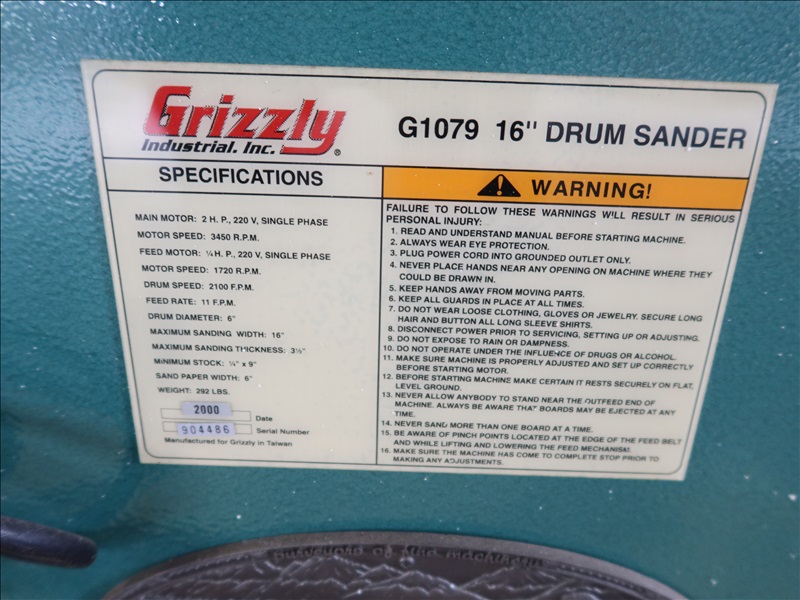 Grizzly
Industrial, Inc.®
G1079 16" DRUM SANDER
SPECIFICATIONS
MAIN MOTOR: 2 H. P., 220 V, SINGLE PHASE
MOTOR SPEED: 3450 R.P.M.
FEED MOTOR: ¼ H. P., 220 V, SINGLE PHASE
MOTOR SPEED: 1720 R.P.M.
DRUM SPEED: 2100 F.P.M.
FEED RATE: 11 F.P.M.
DRUM DIAMETER: 6"
MAXIMUM SANDING WIDTH: 16"
MAXIMUM SANDING THICKNESS: 3½"
MINIMUM STOCK: ¼" x 9"
SAND PAPER WIDTH: 6"
WEIGHT: 292 LBS.
2000 Date
904486 Serial Number
Manufactured for Grizzly in Taiwan
WARNING!
FAILURE TO FOLLOW THESE WARNINGS WILL RESULT IN SERIOUS
PERSONAL INJURY:
1. READ AND UNDERSTAND MANUAL BEFORE STARTING MACHINE.
2. ALWAYS WEAR EYE PROTECTION.
3. PLUG POWER CORD INTO GROUNDED OUTLET ONLY.
4. NEVER PLACE HANDS NEAR ANY OPENING ON MACHINE WHERE THEY
COULD BE DRAWN IN.
5. KEEP HANDS AWAY FROM MOVING PARTS.
6. KEEP ALL GUARDS IN PLACE AT ALL TIMES.
7. DO NOT WEAR LOOSE CLOTHING, GLOVES OR JEWELRY. SECURE LONG
HAIR AND BUTTON ALL LONG SLEEVE SHIRTS.
8. DISCONNECT POWER PRIOR TO SERVICING, SETTING UP OR ADJUSTING.
9. DO NOT EXPOSE TO RAIN OR DAMPNESS.
10. DO NOT OPERATE UNDER THE INFLUENCE OF DRUGS OR ALCOHOL.
11. MAKE SURE MACHINE IS PROPERLY ADJUSTED AND SET UP CORRECTLY
BEFORE STARTING MOTOR.
12. BEFORE STARTING MACHINE MAKE CERTAIN IT RESTS SECURELY ON FLAT,
LEVEL GROUND.
13. NEVER ALLOW ANYBODY TO STAND NEAR THE OUTFEED END OF
MACHINE. ALWAYS BE AWARE THAT BOARDS MAY BE EJECTED AT ANY
TIME.
14. NEVER SAND MORE THAN ONE BOARD AT A TIME.
15. BE AWARE OF PINCH POINTS LOCATED AT THE EDGE OF THE FEED BELT
AND WHILE LIFTING AND LOWERING THE FEED MECHANISM.
16. MAKE SURE THE MACHINE HAS COME TO COMPLETE STOP PRIOR TO
MAKING ANY ADJUSTMENTS.
purveyors of fine machinery